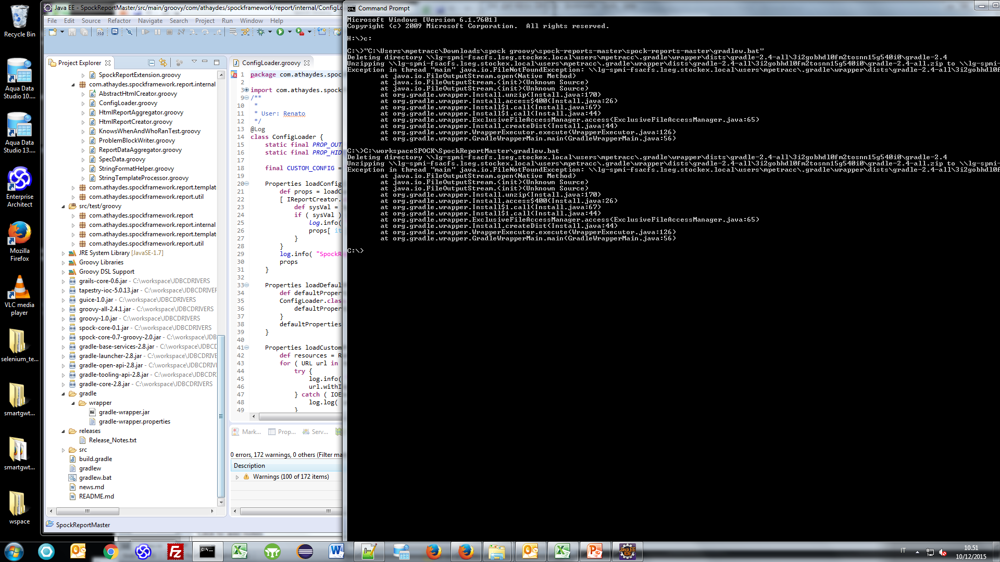 Recycle Bin
Aqua Data
Studio 10....
Aqua Data
Studio 13....
Enterprise
Architect
Mozilla
Firefox
VLC media
player
selenium_te...
smartgwt...
smartgwt...
wspace
Java EE - SpockReportMaster/src/main/groovy/com/athaydes/spockframework/report/internal/ConfigLo
File Edit Source Refactor Navigate Search Project Run Window Help
Project Explorer
SpockReportExtension.groovy
com.athaydes.spockframework.report.internal
AbstractHtmlCreator.groovy
ConfigLoader.groovy
HtmlReportAggregator.groovy
HtmlReportCreator.groovy
KnowsWhenAndWhoRanTest.groovy
ProblemBlockWriter.groovy
ReportDataAggregator.groovy
SpecData.groovy
StringFormatHelper.groovy
StringTemplateProcessor.groovy
com.athaydes.spockframework.report.templat
com.athaydes.spockframework.report.util
src/test/groovy
com.athaydes.spockframework.report
com.athaydes.spockframework.report.internal
com.athaydes.spockframework.report.templat
com.athaydes.spockframework.report.util
JRE System Library [JavaSE-1.7]
Groovy Libraries
Groovy DSL Support
grails-core-0.6.jar - C:\workspace\JDBCDRIVERS
tapestry-ioc-5.0.13.jar - C:\workspace\JDBCDRIVER
guice-1.0.jar - C:\workspace\JDBCDRIVERS
groovy-all-2.4.1.jar - C:\workspace\JDBCDRIVERS
groovy-1.0.jar - C:\workspace\JDBCDRIVERS
spock-core-0.1.jar - C:\workspace\JDBCDRIVERS
spock-core-0.7-groovy-2.0.jar - C:\workspace\JDB
gradle-base-services-2.8.jar - C:\workspace\JDBC
gradle-launcher-2.8.jar - C:\workspace\JDBCDRIVE
gradle-open-api-2.8.jar - C:\workspace\JDBCDRIV
gradle-tooling-api-2.8.jar - C:\workspace\JDBCDR
gradle-core-2.8.jar - C:\workspace\JDBCDRIVERS
gradle
wrapper
gradle-wrapper.jar
gradle-wrapper.properties
releases
Release_Notes.txt
src
build.gradle
gradlew
gradlew.bat
news.md
README.md
SpockReportMaster
ConfigLoader.groovy
1 package com.athaydes.spoc
2
3 import com.athaydes.spock
9 /**
10 *
11 * User: Renato
12 */
13 @Log
14 class ConfigLoader {
15 static final PROP_OUT
16 static final PROP_HID
17
18 final CUSTOM_CONFIG =
19
20 Properties loadConfig
21 def props = loadC
22 [ IReportCreator.
23 def sysVal =
24 if ( sysVal )
25 log.info(
26 props[ it
27 }
28 }
29 log.info( "SpockR
30 props
31 }
32
33 Properties loadDefaul
34 def defaultProper
35 ConfigLoader.clas
36 defaultProper
37 }
38 defaultProperties
39 }
40
41 Properties loadCustom
42 def resources = R
43 for ( URL url in
44 try {
45 log.info(
46 url.withI
47 } catch ( IOE
48 log.log(
49 }
Mark... Prop... Serv...
0 errors, 172 warnings, 0 others (Filter ma
Description
Warnings (100 of 172 items)
Command Prompt
Microsoft Windows [Version 6.1.7601]
Copyright (c) 2009 Microsoft Corporation. All rights reserved.
H:\>c:
C:\>"C:\Users\mpetracc\Downloads\spock groovy\spock-reports-master\spock-reports-master\gradlew.bat"
Deleting directory \\lg-spmi-fsacfs.lseg.stockex.local\users\mpetracc\.gradle\wrapper\dists\gradle-2.4-all\3i2gobhdl0fm2tosnn15g540i0\gradle-2.4
Unzipping \\lg-spmi-fsacfs.lseg.stockex.local\users\mpetracc\.gradle\wrapper\dists\gradle-2.4-all\3i2gobhdl0fm2tosnn15g540i0\gradle-2.4-all.zip to \\lg-spmi-
Exception in thread "main" java.io.FileNotFoundException: \\lg-spmi-fsacfs.lseg.stockex.local\users\mpetracc\.gradle\wrapper\dists\gradle-2.4-all\3i2gobhdl0f
at java.io.FileOutputStream.open(Native Method)
at java.io.FileOutputStream.<init>(Unknown Source)
at java.io.FileOutputStream.<init>(Unknown Source)
at org.gradle.wrapper.Install.unzip(Install.java:170)
at org.gradle.wrapper.Install.access$400(Install.java:26)
at org.gradle.wrapper.Install$1.call(Install.java:67)
at org.gradle.wrapper.Install$1.call(Install.java:44)
at org.gradle.wrapper.ExclusiveFileAccessManager.access(ExclusiveFileAccessManager.java:65)
at org.gradle.wrapper.Install.createDist(Install.java:44)
at org.gradle.wrapper.WrapperExecutor.execute(WrapperExecutor.java:126)
at org.gradle.wrapper.GradleWrapperMain.main(GradleWrapperMain.java:56)
C:\>C:\workspaceSPOCK\SpockReportMaster\gradlew.bat
Deleting directory \\lg-spmi-fsacfs.lseg.stockex.local\users\mpetracc\.gradle\wrapper\dists\gradle-2.4-all\3i2gobhdl0fm2tosnn15g540i0\gradle-2.4
Unzipping \\lg-spmi-fsacfs.lseg.stockex.local\users\mpetracc\.gradle\wrapper\dists\gradle-2.4-all\3i2gobhdl0fm2tosnn15g540i0\gradle-2.4-all.zip to \\lg-spmi-
Exception in thread "main" java.io.FileNotFoundException: \\lg-spmi-fsacfs.lseg.stockex.local\users\mpetracc\.gradle\wrapper\dists\gradle-2.4-all\3i2gobhdl0f
at java.io.FileOutputStream.open(Native Method)
at java.io.FileOutputStream.<init>(Unknown Source)
at java.io.FileOutputStream.<init>(Unknown Source)
at org.gradle.wrapper.Install.unzip(Install.java:170)
at org.gradle.wrapper.Install.access$400(Install.java:26)
at org.gradle.wrapper.Install$1.call(Install.java:67)
at org.gradle.wrapper.Install$1.call(Install.java:44)
at org.gradle.wrapper.ExclusiveFileAccessManager.access(ExclusiveFileAccessManager.java:65)
at org.gradle.wrapper.Install.createDist(Install.java:44)
at org.gradle.wrapper.WrapperExecutor.execute(WrapperExecutor.java:126)
at org.gradle.wrapper.GradleWrapperMain.main(GradleWrapperMain.java:56)
C:\>
IT
10.51
10/12/2015